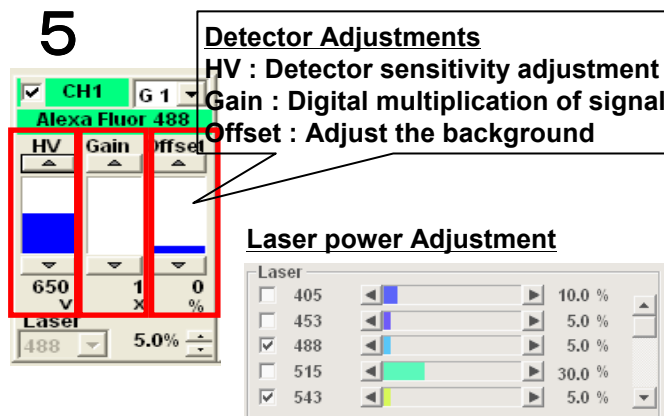 5
Detector Adjustments
HV : Detector sensitivity adjustment
Gain : Digital multiplication of signal
Offset : Adjust the background
CH1 G 1
Alexa Fluor 488
HV Gain Offset
650 1 0
V X %
Laser
488 5.0%
Laser power Adjustment
Laser
405 10.0 %
453 5.0 %
488 5.0 %
515 30.0 %
543 5.0 %